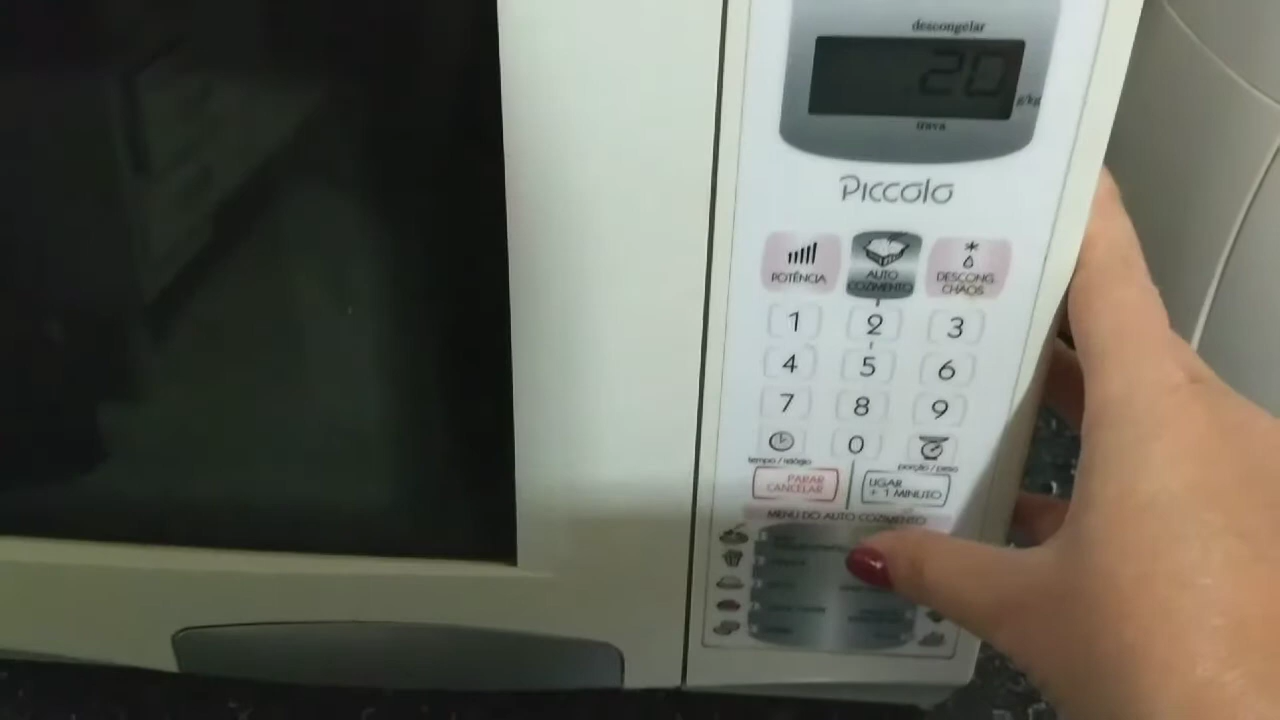 descongelar
20
g/kg
trava
Piccolo
POTÊNCIA
AUTO
COZIMENTO
DESCONG.
CHAOS
1 2 3
4 5 6
7 8 9
0
tempo / relógio
porção / peso
PARAR
CANCELAR
LIGAR
+ 1 MINUTO
MENU DO AUTO COZIMENTO